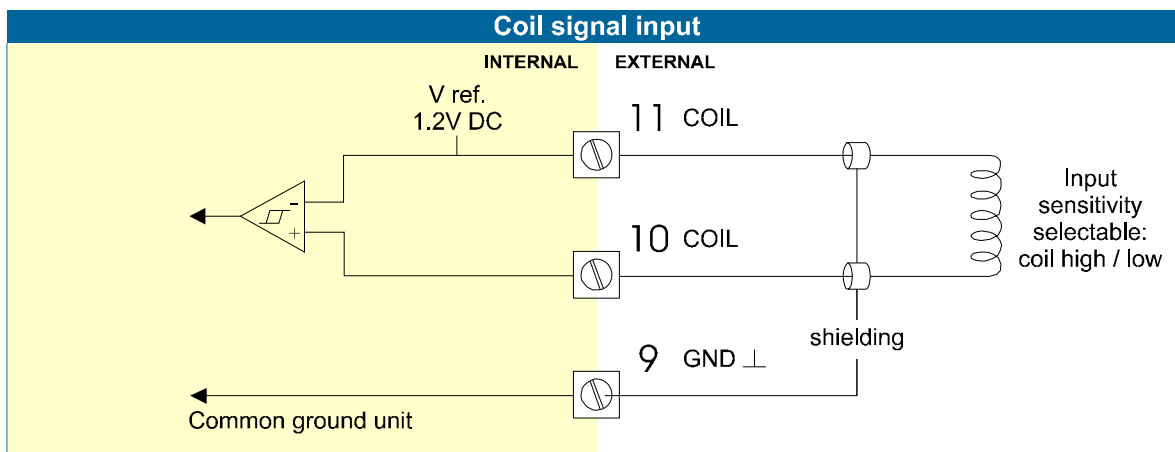 Coil signal input
INTERNAL
EXTERNAL
V ref.
1.2V DC
11 COIL
- 
+
10 COIL
Input
sensitivity
selectable:
coil high / low
shielding
9 GND ⊥
Common ground unit